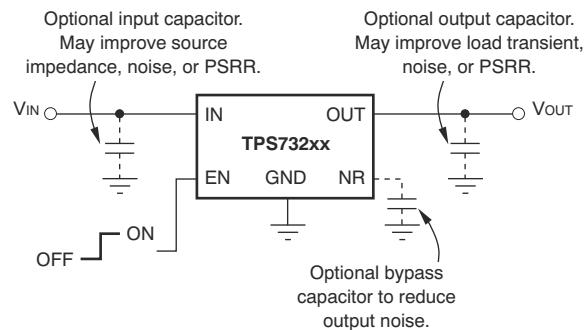 Optional input capacitor.
May improve source
impedance, noise, or PSRR.
Optional output capacitor.
May improve load transient,
noise, or PSRR.
VIN
IN
OUT
VOUT
TPS732xx
EN
GND
NR
ON
OFF
Optional bypass
capacitor to reduce
output noise.